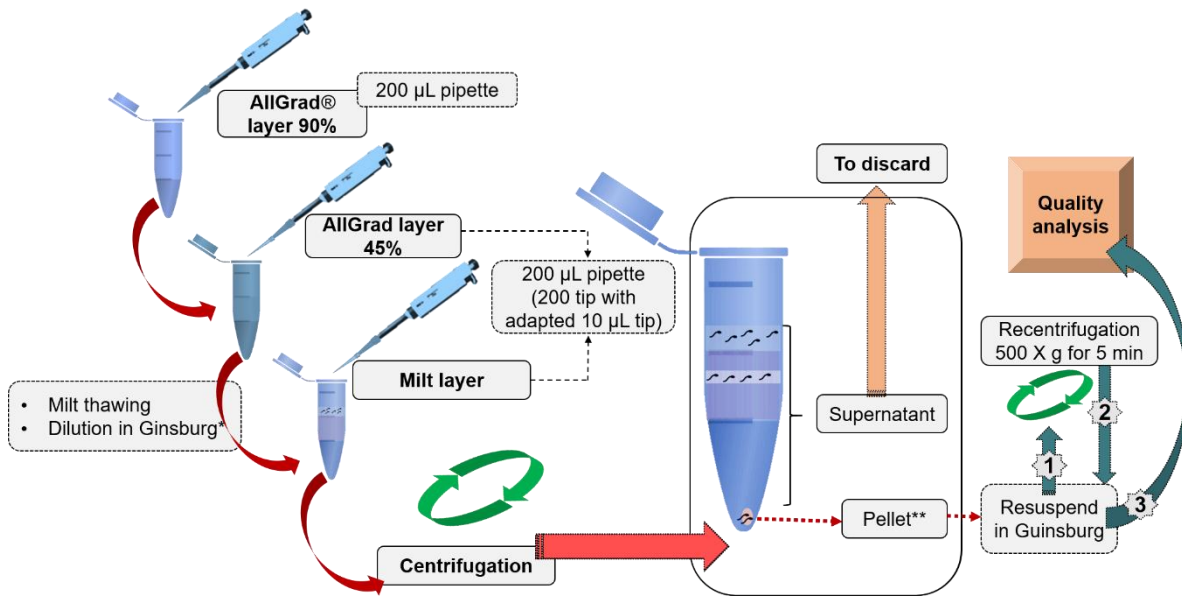 AllGrad®
layer 90%
200 µL pipette
AllGrad layer
45%
200 µL pipette
(200 tip with
adapted 10 µL tip)
Milt layer
• Milt thawing
• Dilution in Ginsburg*
Centrifugation
To discard
Supernatant
Pellet**
Resuspend
in Guinsburg
1
Recentrifugation
500 X g for 5 min
2
3
Quality
analysis